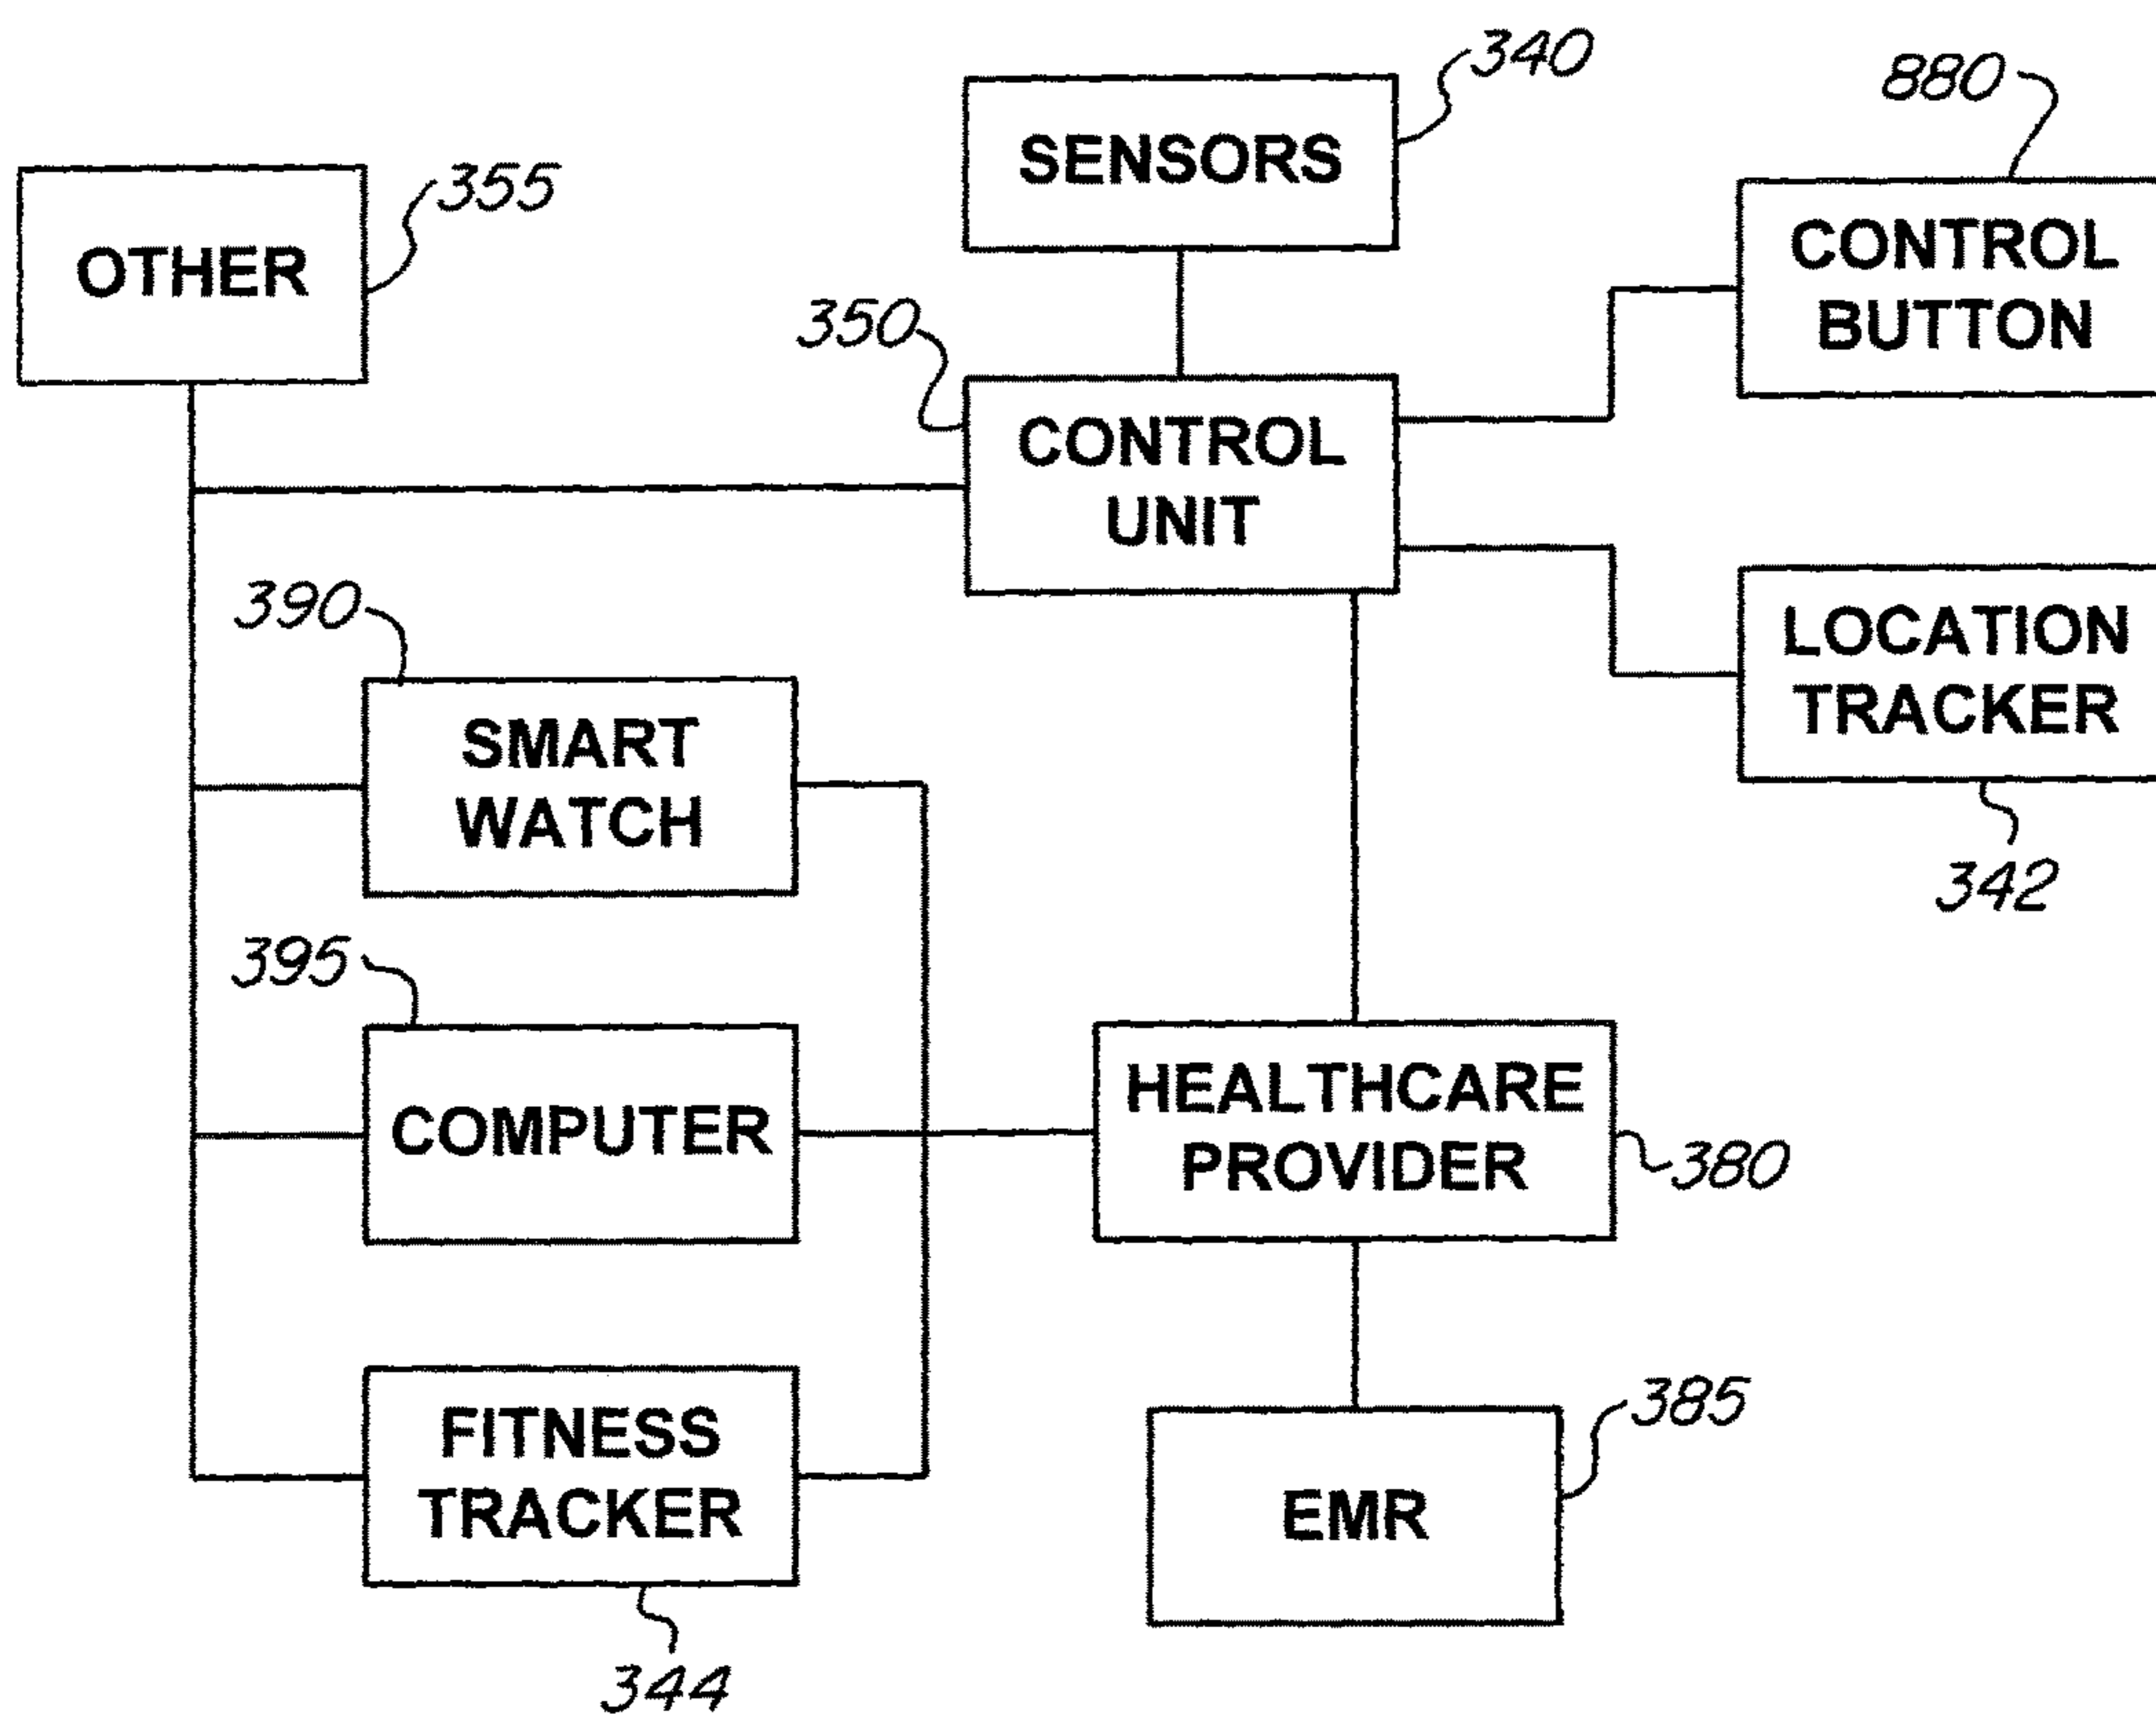 340
SENSORS
880
CONTROL
BUTTON
355
OTHER
350
CONTROL
UNIT
390
SMART
WATCH
LOCATION
TRACKER
342
395
COMPUTER
HEALTHCARE
PROVIDER
380
FITNESS
TRACKER
344
385
EMR